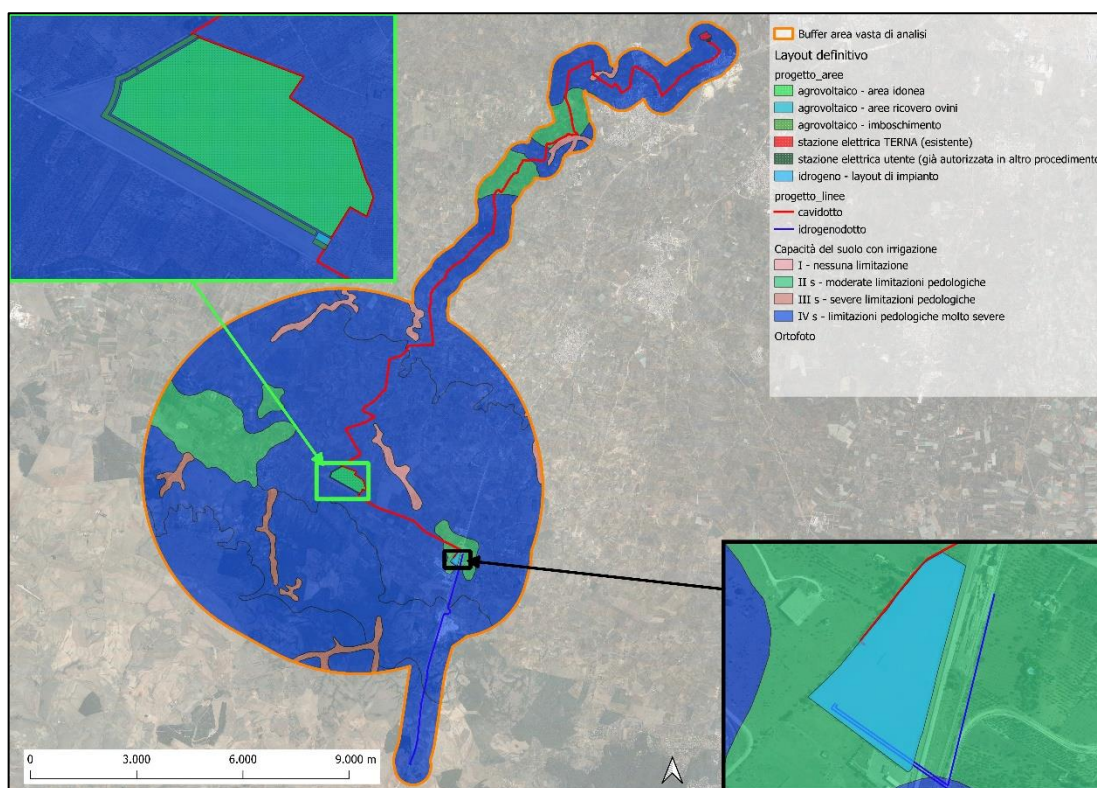 Buffer area vasta di analisi
Layout definitivo
progetto_aree
agrovoltaico - area idonea
agrovoltaico - aree ricovero ovini
agrovoltaico - imboschimento
stazione elettrica TERNA (esistente)
stazione elettrica utente (già autorizzata in altro procedimento
idrogeno - layout di impianto
progetto_linee
cavidotto
idrogenodotto
Capacità del suolo con irrigazione
I - nessuna limitazione
II s - moderate limitazioni pedologiche
III s - severe limitazioni pedologiche
IV s - limitazioni pedologiche molto severe
Ortofoto
0 3.000 6.000 9.000 m